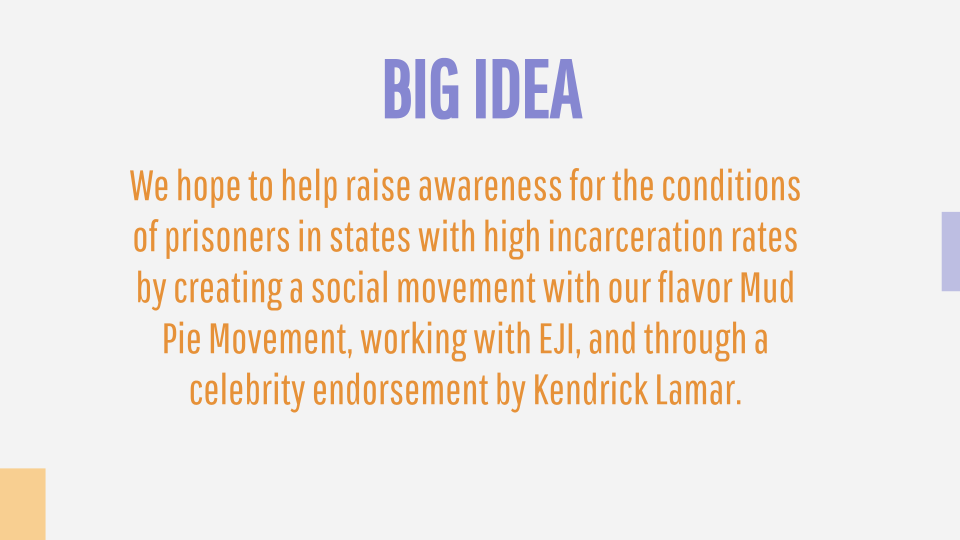 BIG IDEA
We hope to help raise awareness for the conditions
of prisoners in states with high incarceration rates
by creating a social movement with our flavor Mud
Pie Movement, working with EJI, and through a
celebrity endorsement by Kendrick Lamar.